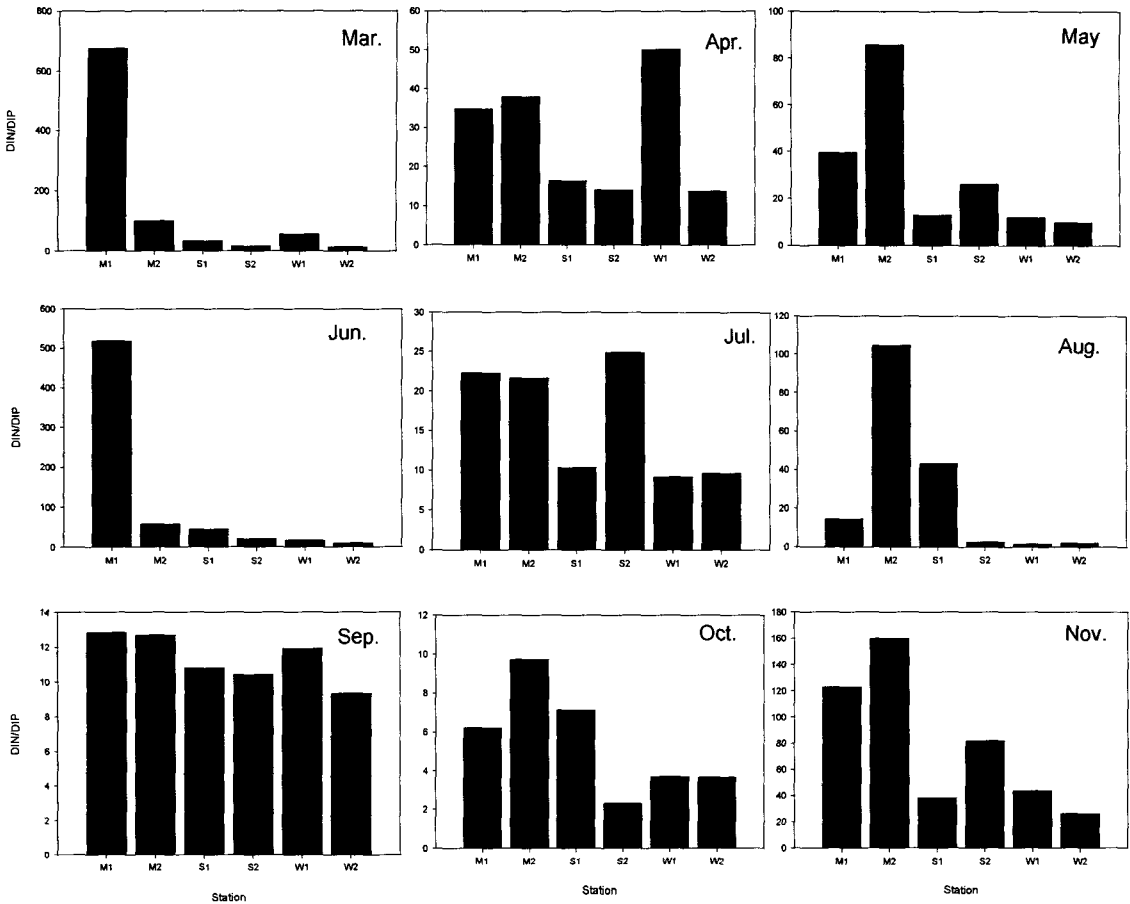 Mar.
800
600
400
200
0
DIN/DIP
M1 M2 S1 S2 W1 W2
Apr.
60
50
40
30
20
10
0
M1 M2 S1 S2 W1 W2
May
100
80
60
40
20
0
M1 M2 S1 S2 W1 W2
Jun.
600
500
400
300
200
100
0
DIN/DIP
M1 M2 S1 S2 W1 W2
Jul.
30
25
20
15
10
5
0
M1 M2 S1 S2 W1 W2
Aug.
120
100
80
60
40
20
0
M1 M2 S1 S2 W1 W2
Sep.
14
12
10
8
6
4
2
0
DIN/DIP
M1 M2 S1 S2 W1 W2
Station
Oct.
12
10
8
6
4
2
0
M1 M2 S1 S2 W1 W2
Station
Nov.
180
160
140
120
100
80
60
40
20
0
M1 M2 S1 S2 W1 W2
Station